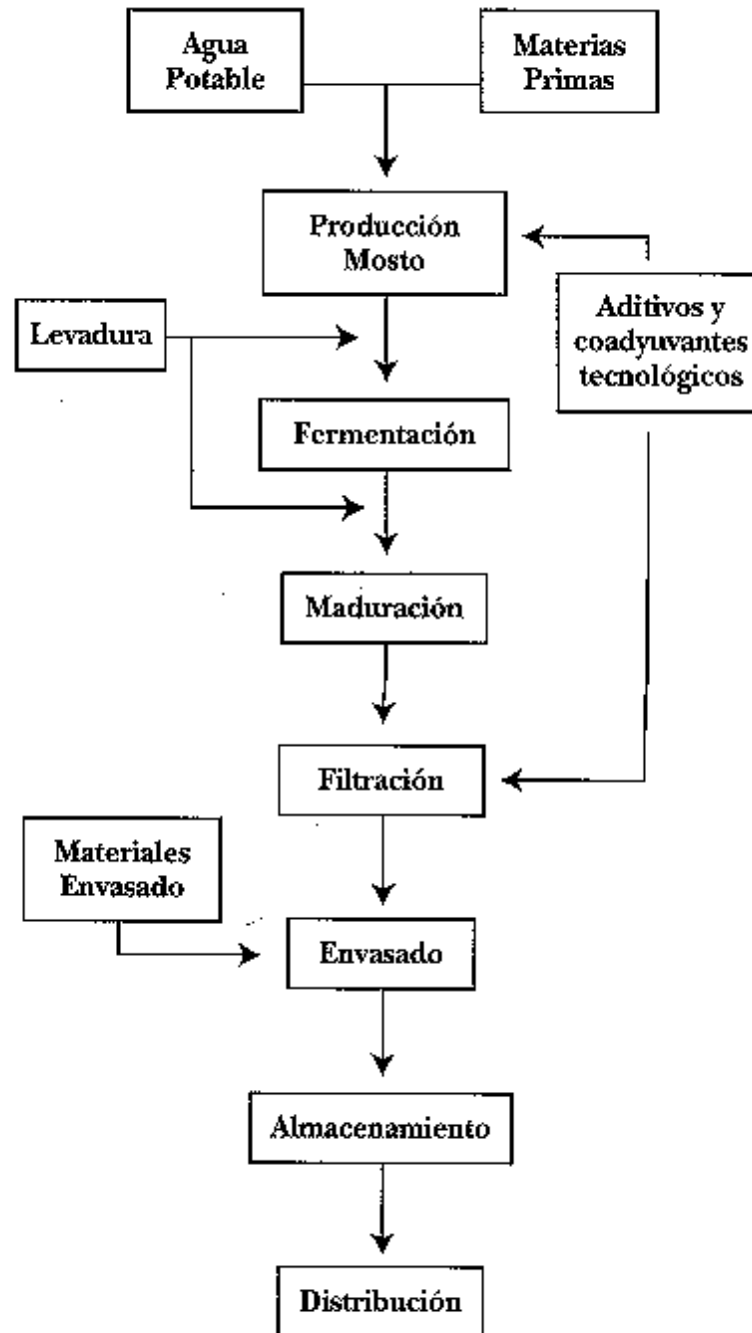 Agua
Potable
Materias
Primas
Producción
Mosto
Levadura
Aditivos y
coadyuvantes
tecnológicos
Fermentación
Maduración
Filtración
Materiales
Envasado
Envasado
Almacenamiento
Distribución